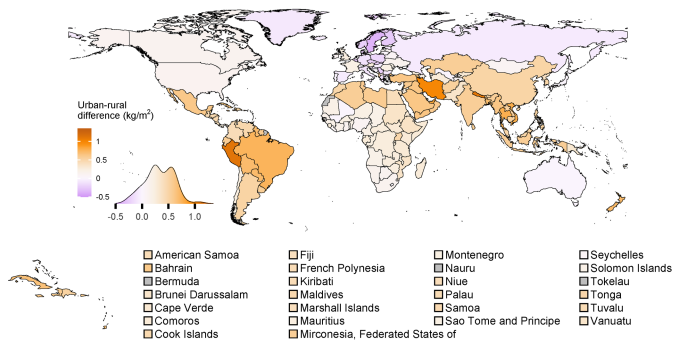 Urban-rural
difference (kg/m²)
1.0
0.5
0.0
-0.5
-0.5 0.0 0.5 1.0
American Samoa Fiji Montenegro Seychelles
Bahrain French Polynesia Nauru Solomon Islands
Bermuda Kiribati Niue Tokelau
Brunei Darussalam Maldives Palau Tonga
Cape Verde Marshall Islands Samoa Tuvalu
Comoros Mauritius Sao Tome and Principe Vanuatu
Cook Islands Mirconesia, Federated States of